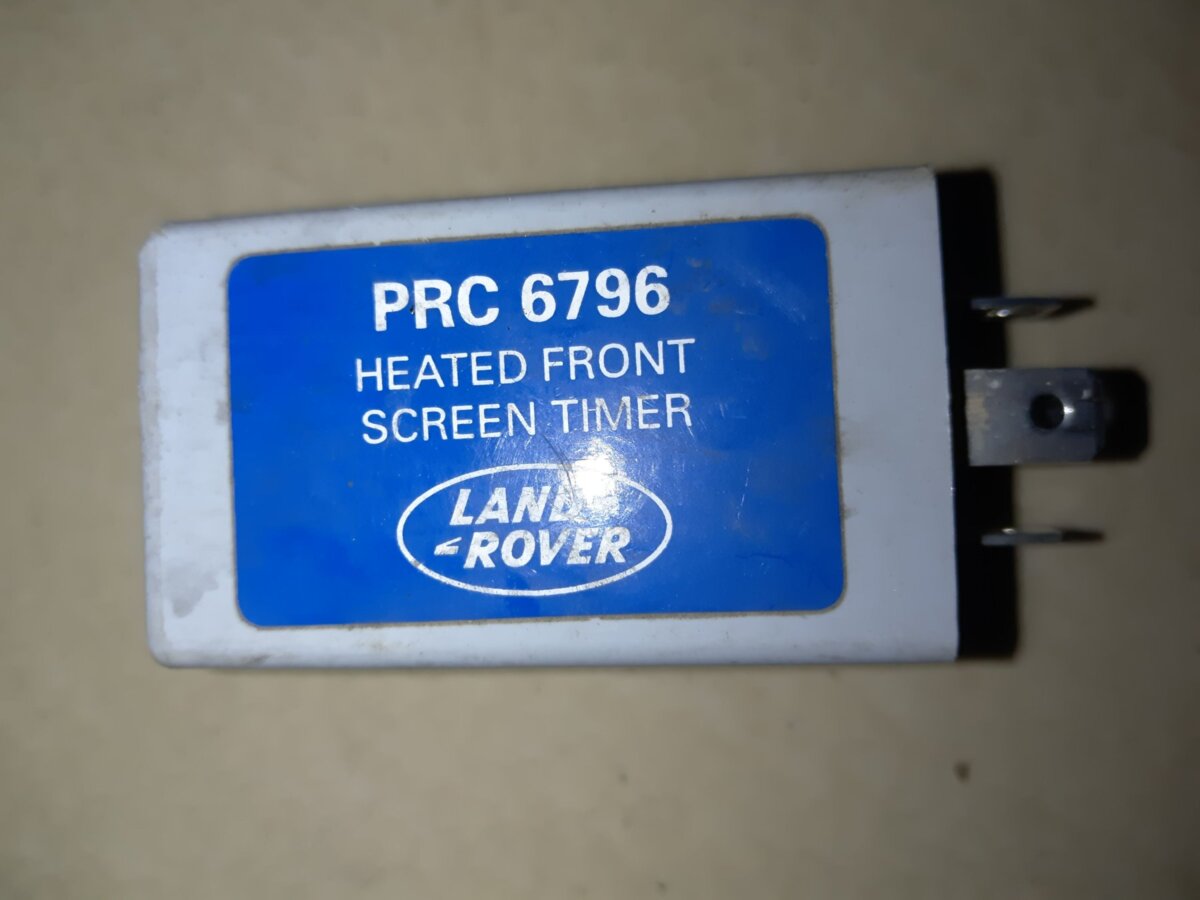 PRC 6796
HEATED FRONT
SCREEN TIMER
LAND
ROVER